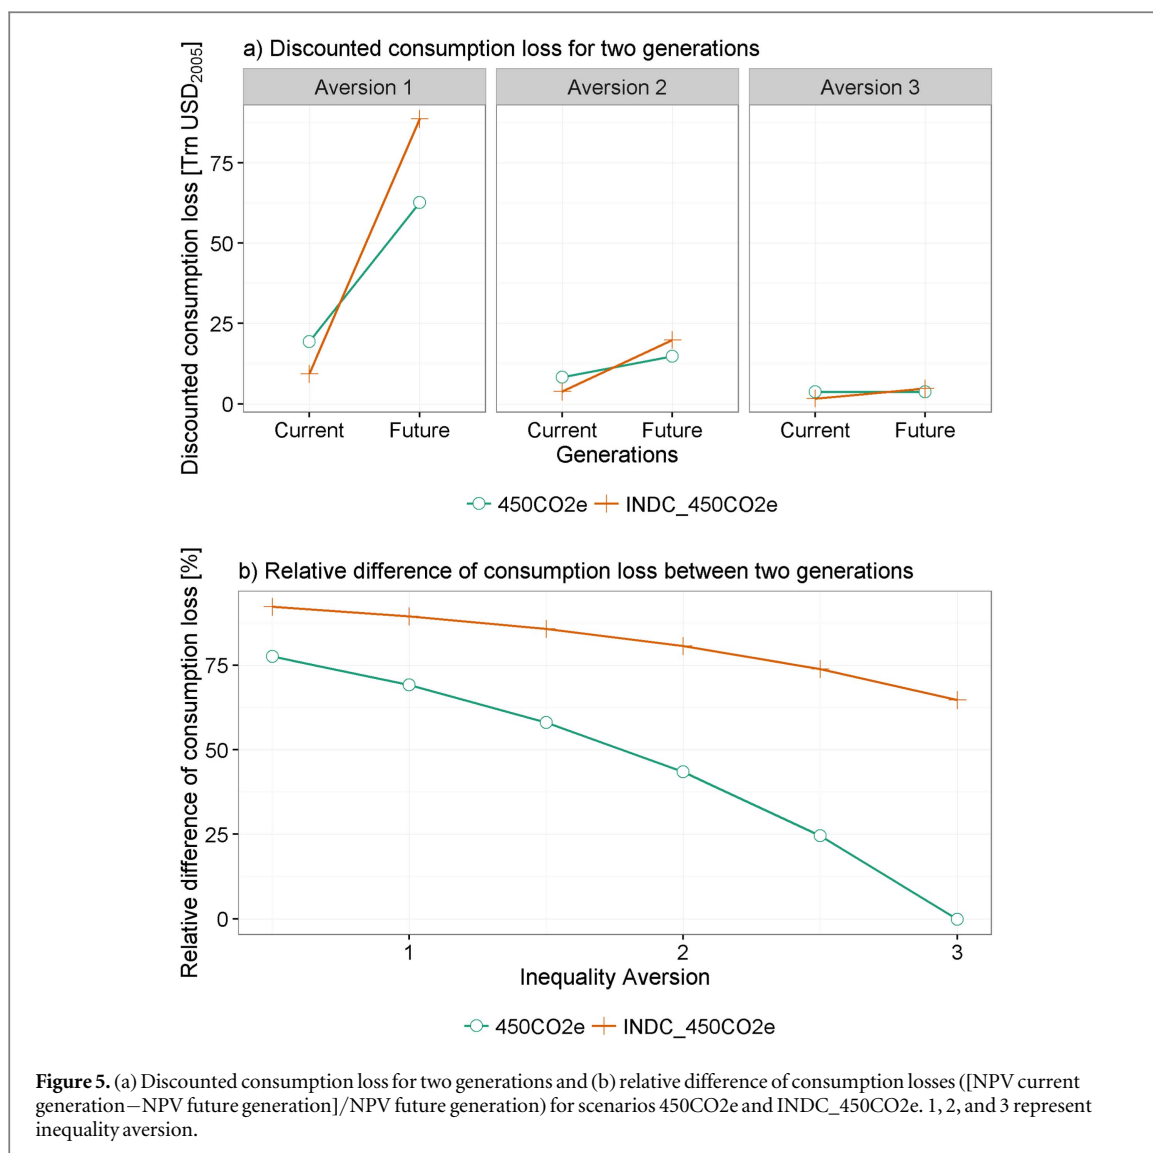 a) Discounted consumption loss for two generations
Discounted consumption loss [Trn USD2005]
Aversion 1
Aversion 2
Aversion 3
75
50
25
0
Current
Future
Current
Future
Current
Future
Generations
450CO2e
INDC_450CO2e
b) Relative difference of consumption loss between two generations
Relative difference of consumption loss [%]
75
50
25
0
1
2
3
Inequality Aversion
450CO2e
INDC_450CO2e
Figure 5. (a) Discounted consumption loss for two generations and (b) relative difference of consumption losses ([NPV current
generation−NPV future generation]/NPV future generation) for scenarios 450CO2e and INDC_450CO2e. 1, 2, and 3 represent
inequality aversion.